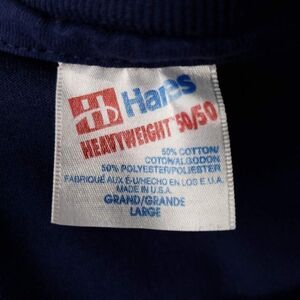 Hanes
HEAVYWEIGHT 50/50
50% COTTON/
COTON/ALGODON
50% POLYESTER/POLIESTER
FABRIQUÉ AUX É-U/HECHO EN LOS E.U.A.
MADE IN U.S.A.
GRAND/GRANDE
LARGE